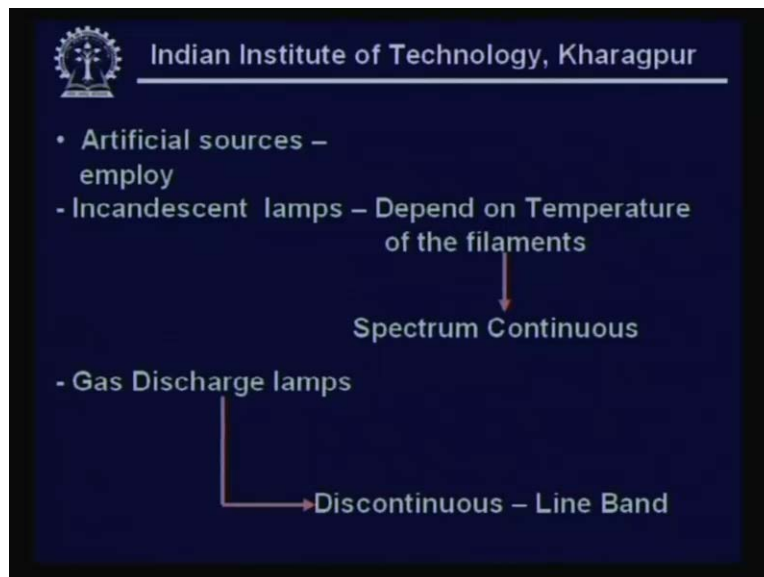 Indian Institute of Technology, Kharagpur
• Artificial sources –
employ
- Incandescent lamps – Depend on Temperature
of the filaments
Spectrum Continuous
- Gas Discharge lamps
Discontinuous – Line Band